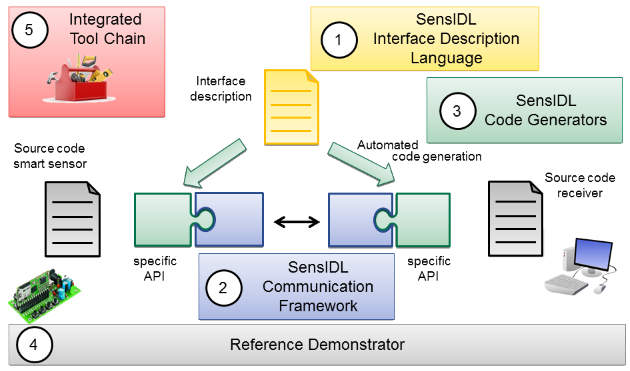 5
Integrated
Tool Chain
1
SensIDL
Interface Description
Language
Interface
description
3
SensIDL
Code Generators
Automated
code generation
Source code
smart sensor
Source code
receiver
specific
API
specific
API
2
SensIDL
Communication
Framework
4
Reference Demonstrator